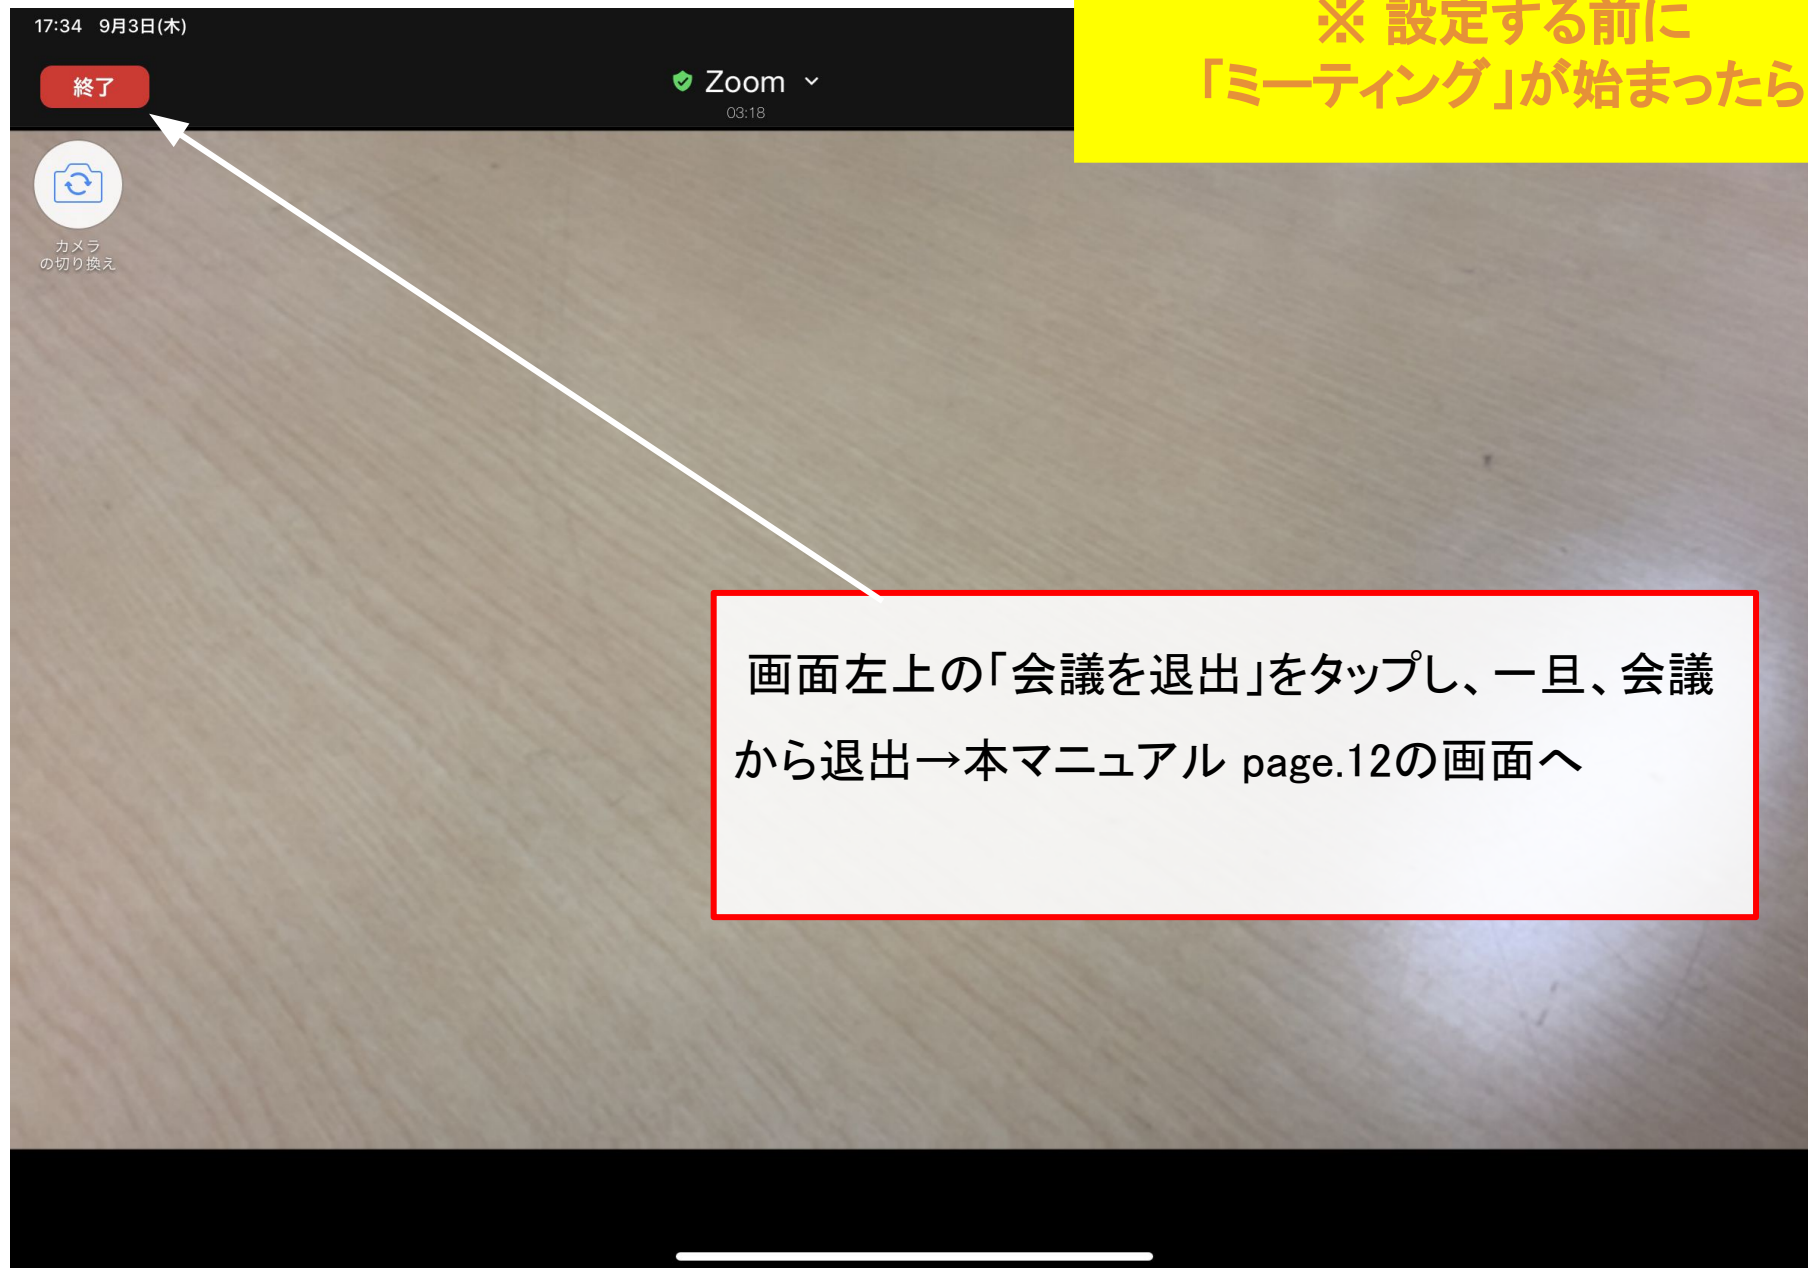 17:34 9月3日(木)
※ 設定する前に
「ミーティング」が始まったら
終了
Zoom
03:18
カメラ
の切り換え
画面左上の「会議を退出」をタップし、一旦、会議
から退出→本マニュアル page.12の画面へ